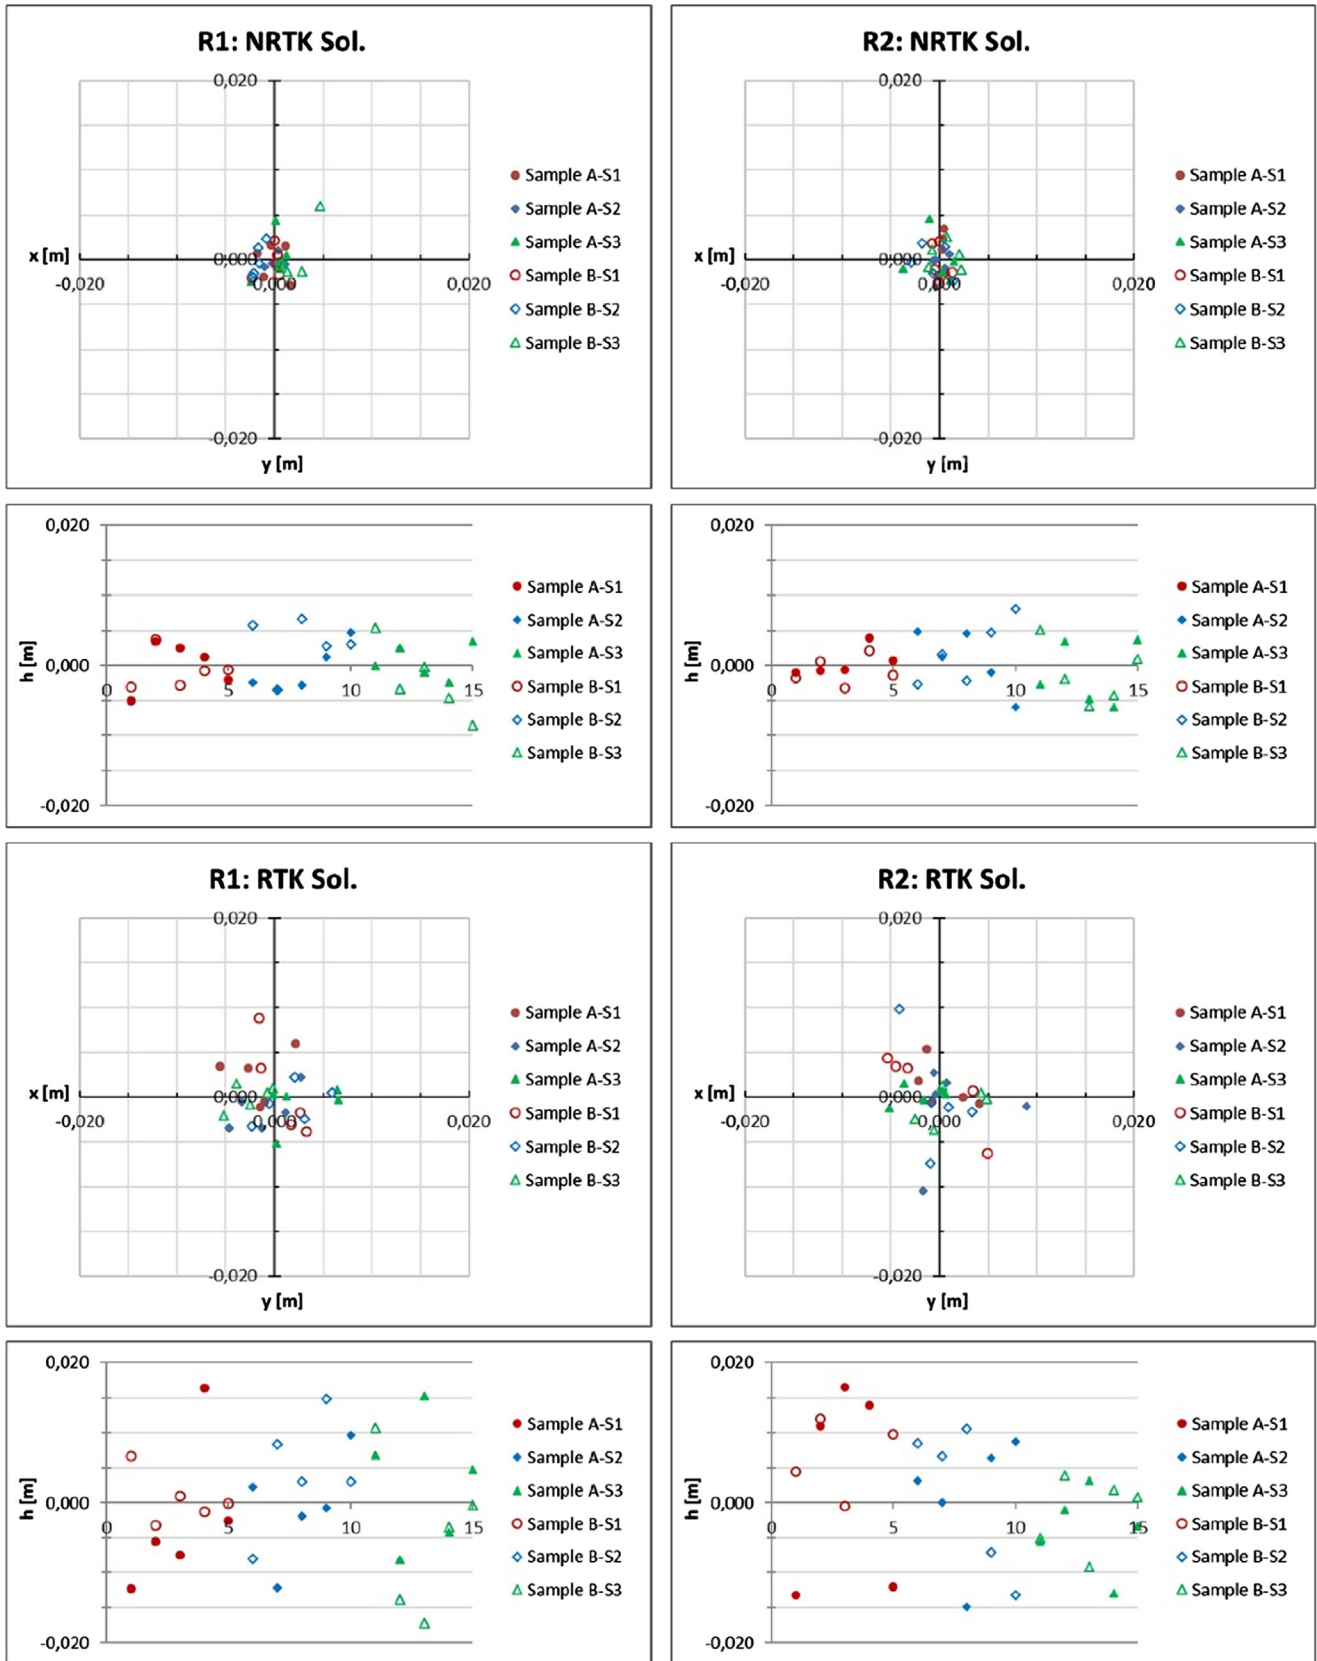 R1: NRTK Sol.
0,020
x [m]
0,000
-0,020
0,000
0,020
-0,020
y [m]
Sample A-S1
Sample A-S2
Sample A-S3
Sample B-S1
Sample B-S2
Sample B-S3
R2: NRTK Sol.
0,020
x [m]
0,000
-0,020
0,000
0,020
-0,020
y [m]
Sample A-S1
Sample A-S2
Sample A-S3
Sample B-S1
Sample B-S2
Sample B-S3
0,020
h [m]
0,000
0 5 10 15
-0,020
Sample A-S1
Sample A-S2
Sample A-S3
Sample B-S1
Sample B-S2
Sample B-S3
0,020
h [m]
0,000
0 5 10 15
-0,020
Sample A-S1
Sample A-S2
Sample A-S3
Sample B-S1
Sample B-S2
Sample B-S3
R1: RTK Sol.
0,020
x [m]
0,000
-0,020
0,000
0,020
-0,020
y [m]
Sample A-S1
Sample A-S2
Sample A-S3
Sample B-S1
Sample B-S2
Sample B-S3
R2: RTK Sol.
0,020
x [m]
0,000
-0,020
0,000
0,020
-0,020
y [m]
Sample A-S1
Sample A-S2
Sample A-S3
Sample B-S1
Sample B-S2
Sample B-S3
0,020
h [m]
0,000
0 5 10 15
-0,020
Sample A-S1
Sample A-S2
Sample A-S3
Sample B-S1
Sample B-S2
Sample B-S3
0,020
h [m]
0,000
0 5 10 15
-0,020
Sample A-S1
Sample A-S2
Sample A-S3
Sample B-S1
Sample B-S2
Sample B-S3